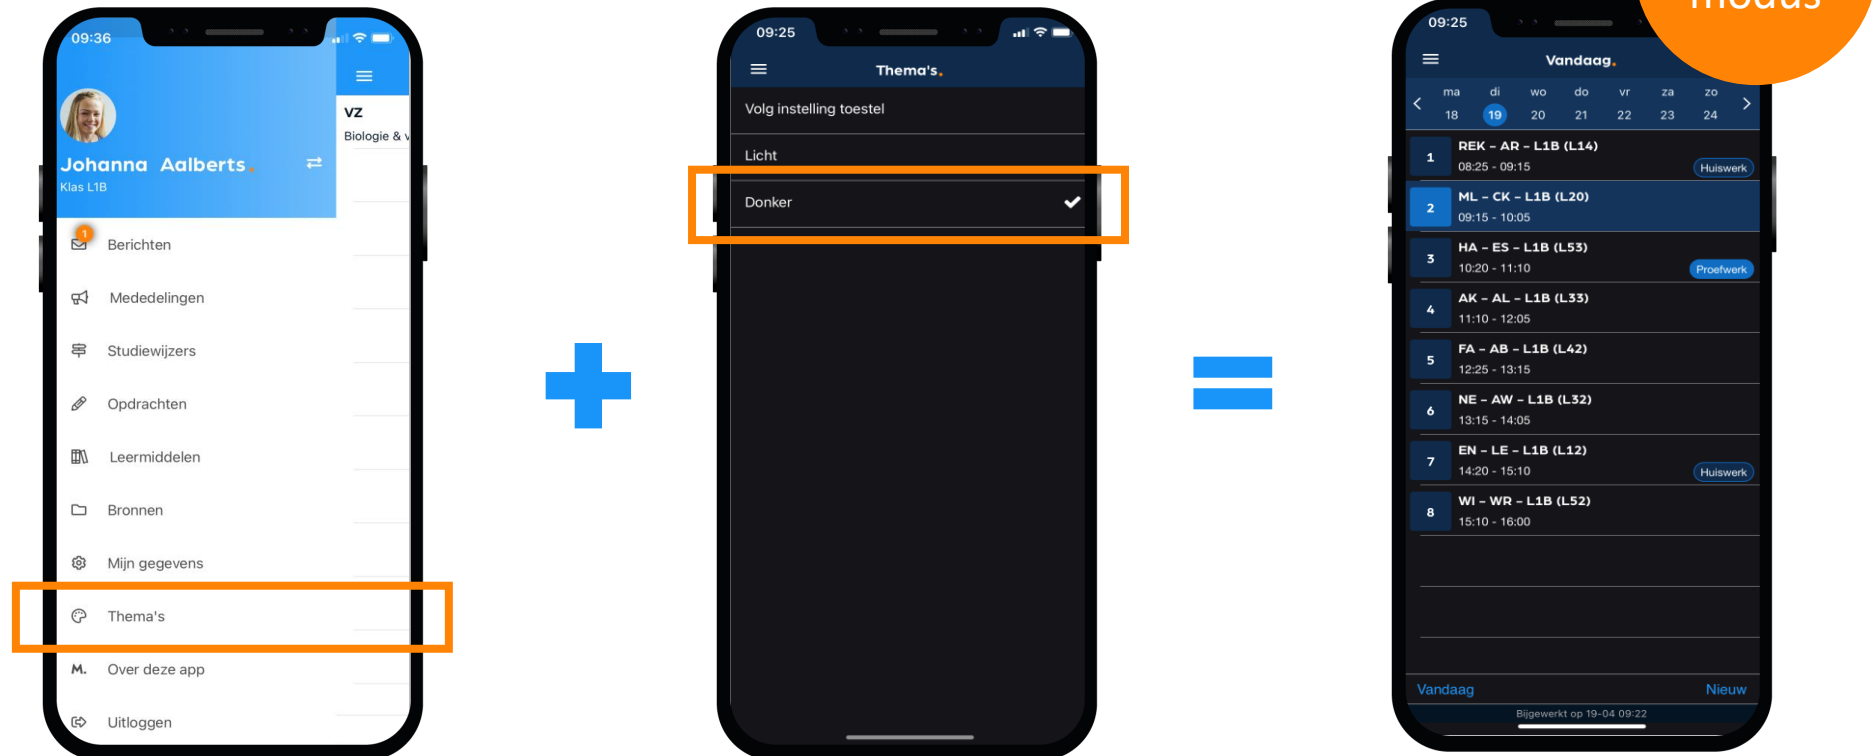 09:36
VZ
Biologie & v
Johanna Aalberts.
Klas L1B
1
Berichten
Mededelingen
Studiewijzers
Opdrachten
Leermiddelen
Bronnen
Mijn gegevens
Thema's
M. Over deze app
Uitloggen
09:25
Thema's.
Volg instelling toestel
Licht
Donker
modus
09:25
Vandaag.
ma di wo do vr za zo
18 19 20 21 22 23 24
1 REK – AR – L1B (L14)
08:25 - 09:15 Huiswerk
2 ML – CK – L1B (L20)
09:15 - 10:05
3 HA – ES – L1B (L53)
10:20 - 11:10 Proefwerk
4 AK – AL – L1B (L33)
11:10 - 12:05
5 FA – AB – L1B (L42)
12:25 - 13:15
6 NE – AW – L1B (L32)
13:15 - 14:05
7 EN – LE – L1B (L12)
14:20 - 15:10 Huiswerk
8 WI – WR – L1B (L52)
15:10 - 16:00
Vandaag Nieuw
Bijgewerkt op 19-04 09:22